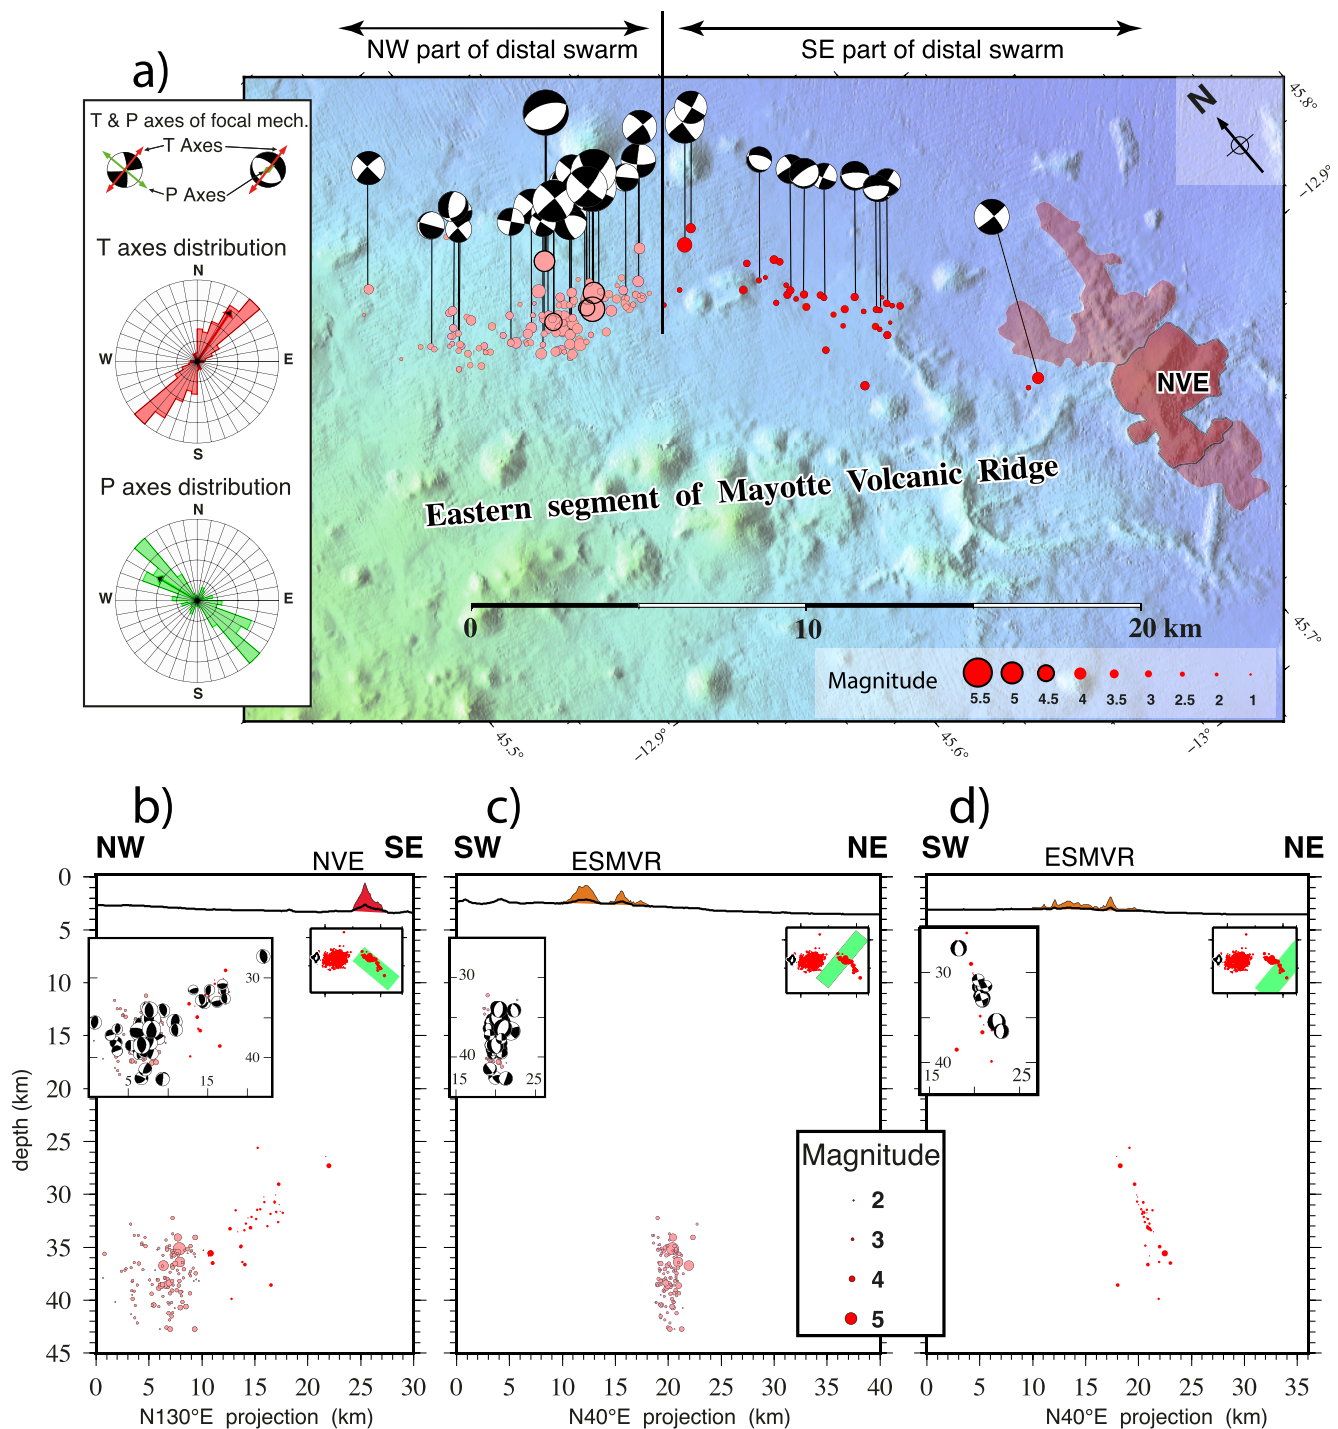 NW part of distal swarm
SE part of distal swarm
a)
T & P axes of focal mech.
T Axes
P Axes
T axes distribution
N
W
E
S
P axes distribution
N
W
E
S
N
45.8°
-12.9°
NVE
Eastern segment of Mayotte Volcanic Ridge
0
10
20 km
45.7°
Magnitude
5.5
5
4.5
4
3.5
3
2.5
2
1
45.5°
-12.9°
45.6°
-13°
b)
NW
SE
NVE
0
5
10
15
20
25
30
35
40
45
depth (km)
30
40
5
15
0
5
10
15
20
25
30
N130°E projection (km)
c)
SW
NE
ESMVR
30
40
15
25
0
5
10
15
20
25
30
35
40
N40°E projection (km)
Magnitude
2
3
4
5
d)
SW
NE
ESMVR
30
40
15
25
0
5
10
15
20
25
30
35
N40°E projection (km)